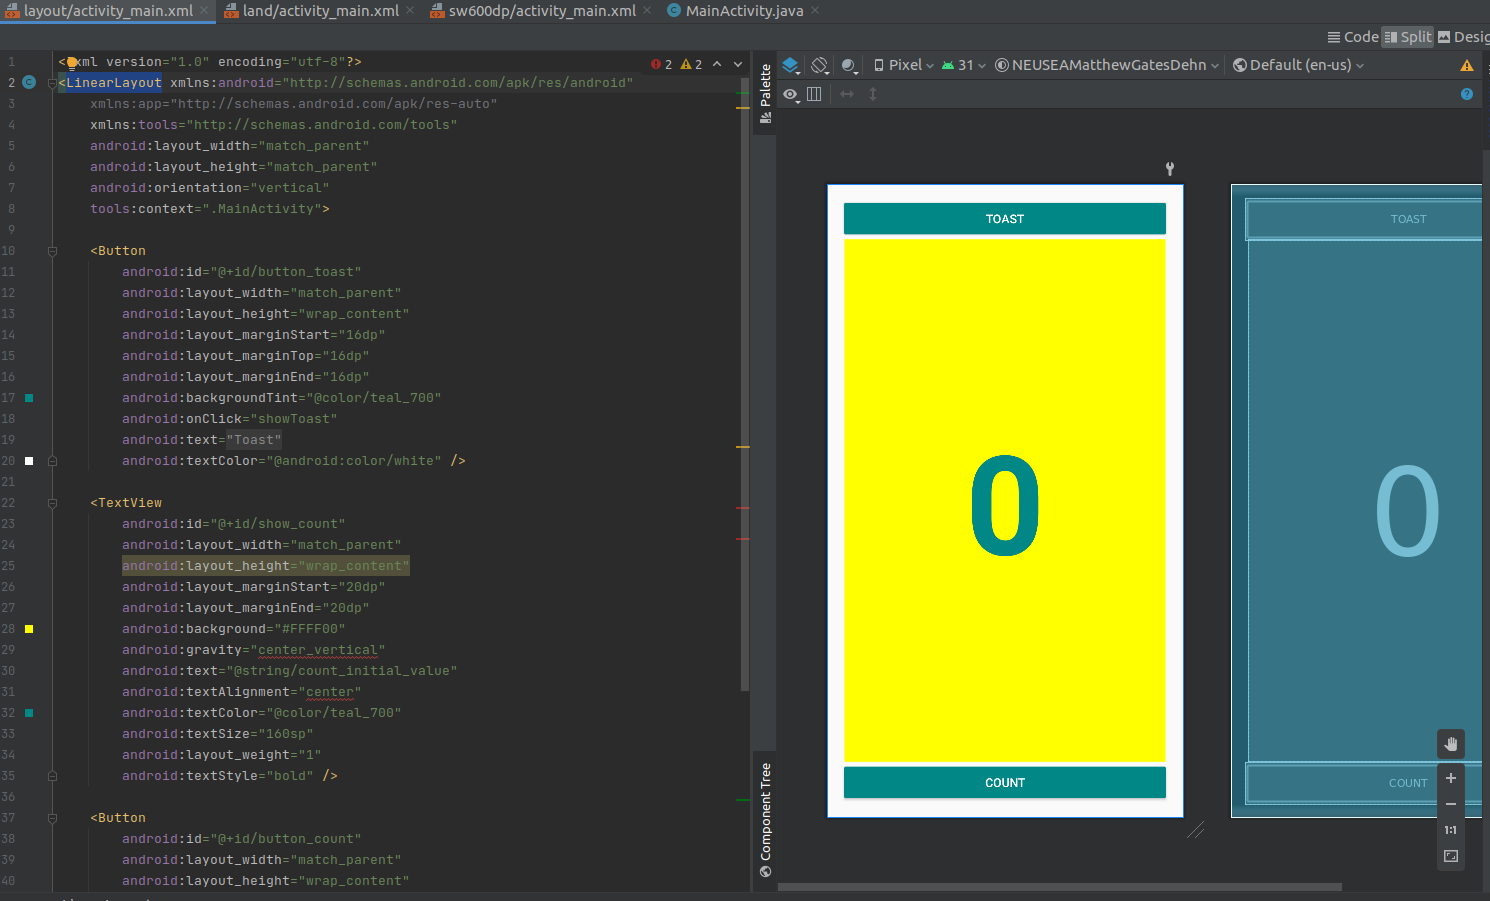 layout/activity_main.xml land/activity_main.xml sw600dp/activity_main.xml MainActivity.java
Code Split Desig
Palette
Pixel 31 NEUSEAMatthewGatesDehn Default (en-us)
2 2
1 <?xml version="1.0" encoding="utf-8"?>
2 <LinearLayout xmlns:android="http://schemas.android.com/apk/res/android"
3 xmlns:app="http://schemas.android.com/apk/res-auto"
4 xmlns:tools="http://schemas.android.com/tools"
5 android:layout_width="match_parent"
6 android:layout_height="match_parent"
7 android:orientation="vertical"
8 tools:context=".MainActivity">
9
10 <Button
11 android:id="@+id/button_toast"
12 android:layout_width="match_parent"
13 android:layout_height="wrap_content"
14 android:layout_marginStart="16dp"
15 android:layout_marginTop="16dp"
16 android:layout_marginEnd="16dp"
17 android:backgroundTint="@color/teal_700"
18 android:onClick="showToast"
19 android:text="Toast"
20 android:textColor="@android:color/white" />
21
22 <TextView
23 android:id="@+id/show_count"
24 android:layout_width="match_parent"
25 android:layout_height="wrap_content"
26 android:layout_marginStart="20dp"
27 android:layout_marginEnd="20dp"
28 android:background="#FFFF00"
29 android:gravity="center_vertical"
30 android:text="@string/count_initial_value"
31 android:textAlignment="center"
32 android:textColor="@color/teal_700"
33 android:textSize="160sp"
34 android:layout_weight="1"
35 android:textStyle="bold" />
36
37 <Button
38 android:id="@+id/button_count"
39 android:layout_width="match_parent"
40 android:layout_height="wrap_content"
TOAST
0
COUNT
TOAST
0
COUNT
1:1
Component Tree